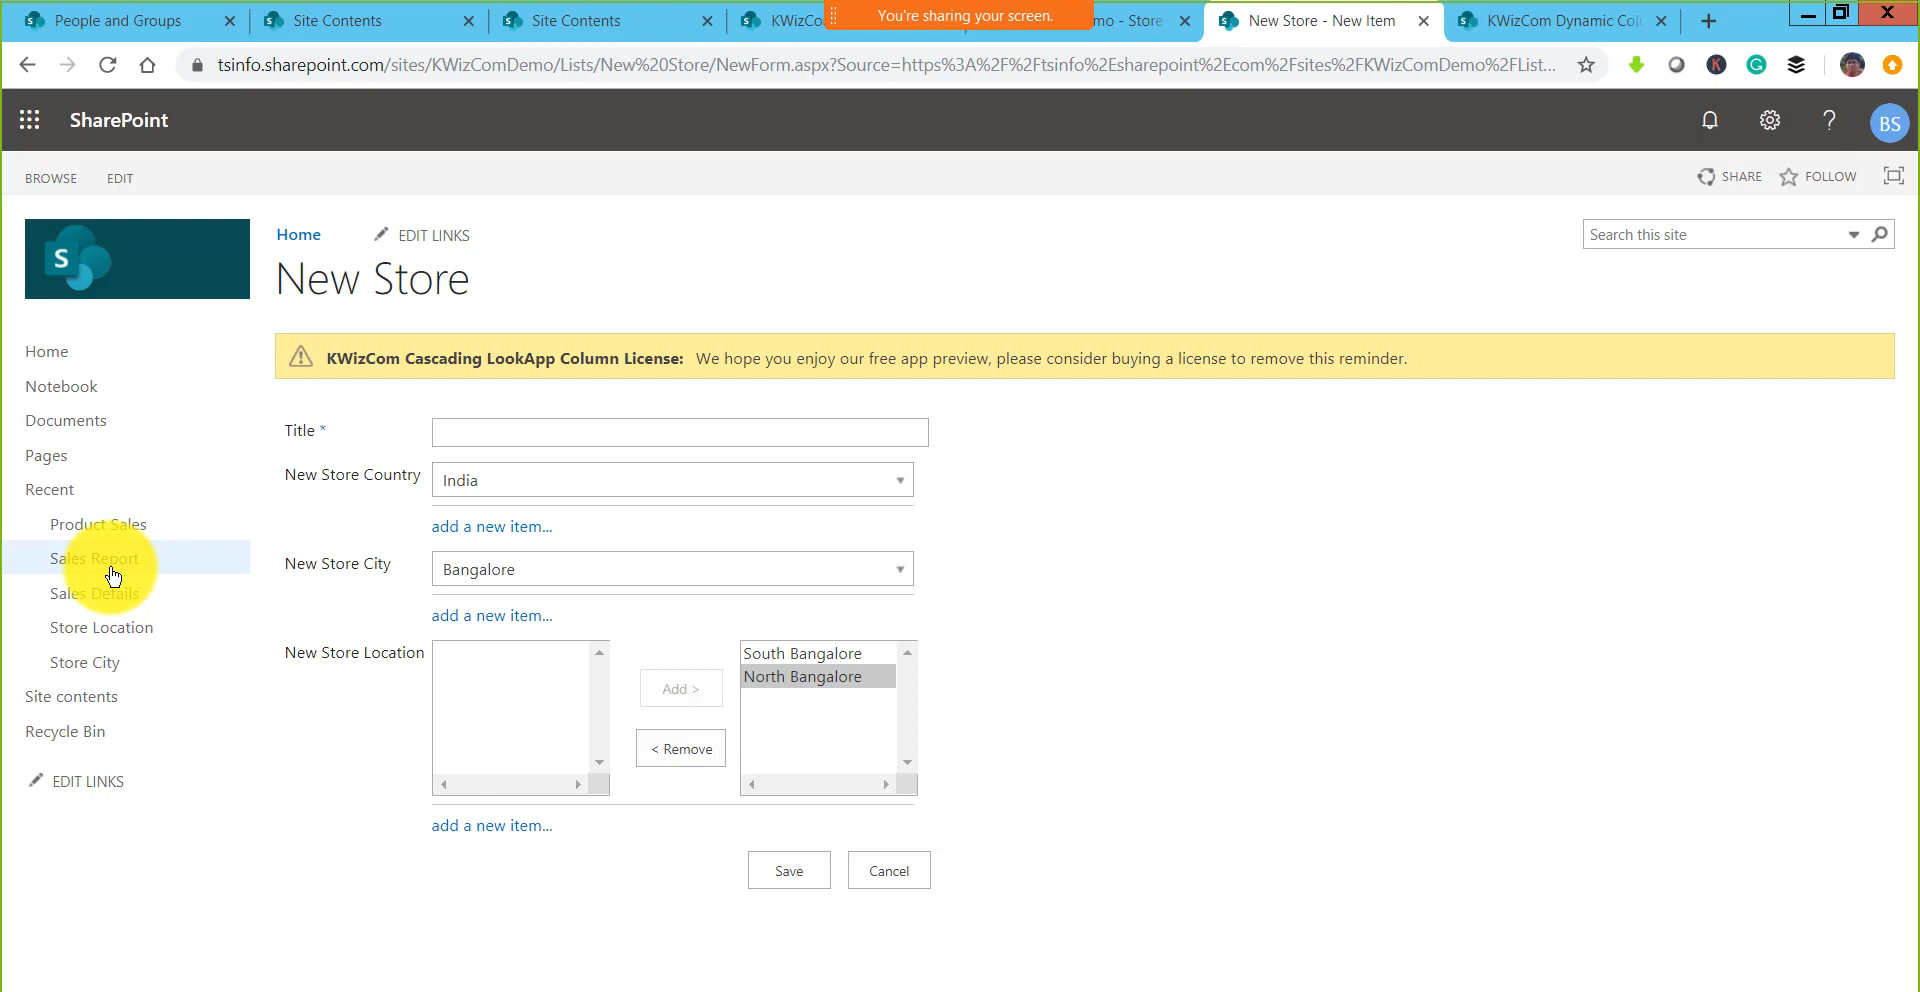 People and Groups
Site Contents
Site Contents
You're sharing your screen.
mo - Store
New Store - New Item
KWizCom Dynamic Col
tsinfo.sharepoint.com/sites/KWizComDemo/Lists/New%20Store/NewForm.aspx?Source=https%3A%2F%2Ftsinfo%2Esharepoint%2Ecom%2Fsites%2FKWizComDemo%2FList...
K
G
SharePoint
?
BS
BROWSE
EDIT
SHARE
FOLLOW
S
Home
EDIT LINKS
Search this site
New Store
Home
Notebook
Documents
Pages
Recent
Product Sales
Sales Report
Sales Details
Store Location
Store City
Site contents
Recycle Bin
EDIT LINKS
KWizCom Cascading LookApp Column License: We hope you enjoy our free app preview, please consider buying a license to remove this reminder.
Title *
New Store Country
India
add a new item...
New Store City
Bangalore
add a new item...
New Store Location
Add >
< Remove
South Bangalore
North Bangalore
add a new item...
Save
Cancel